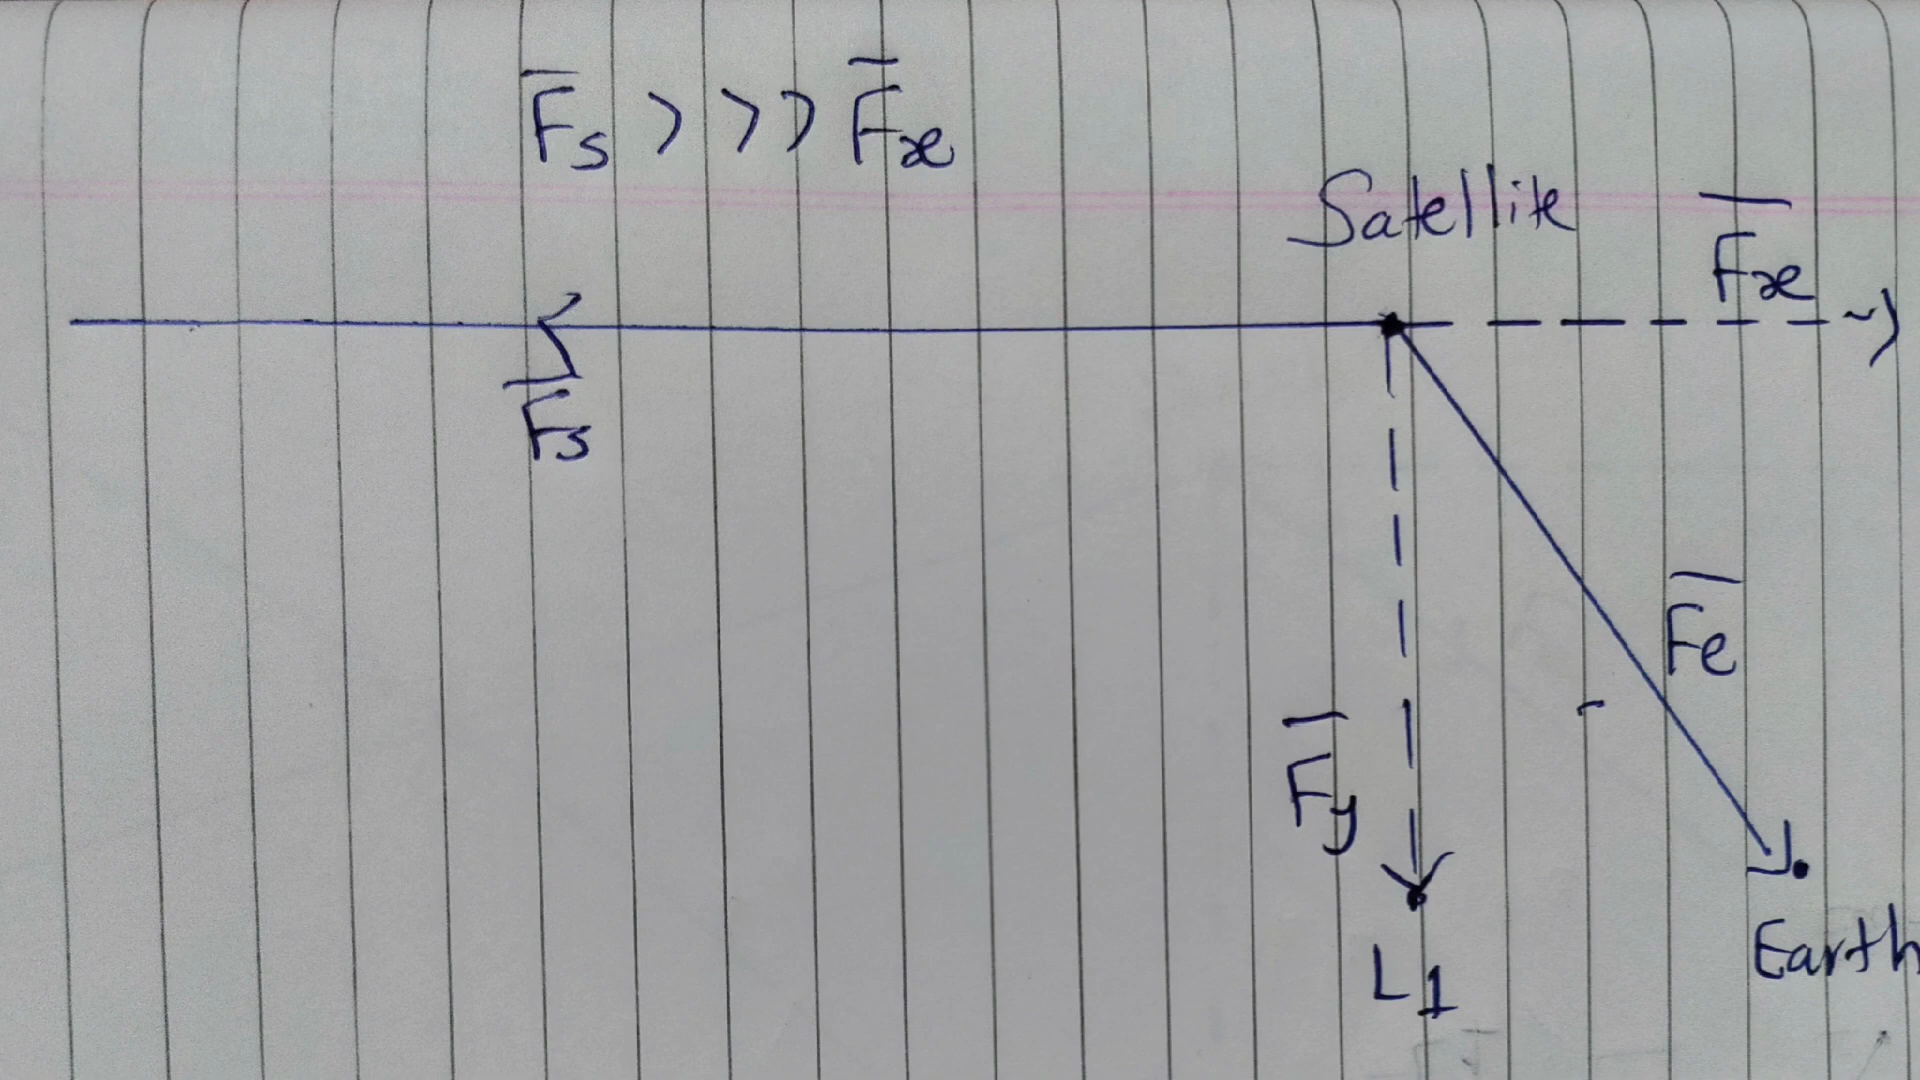 F̅s >>> F̅x
Satellite
F̅x
F̅s
F̅e
F̅y
Earth
L1